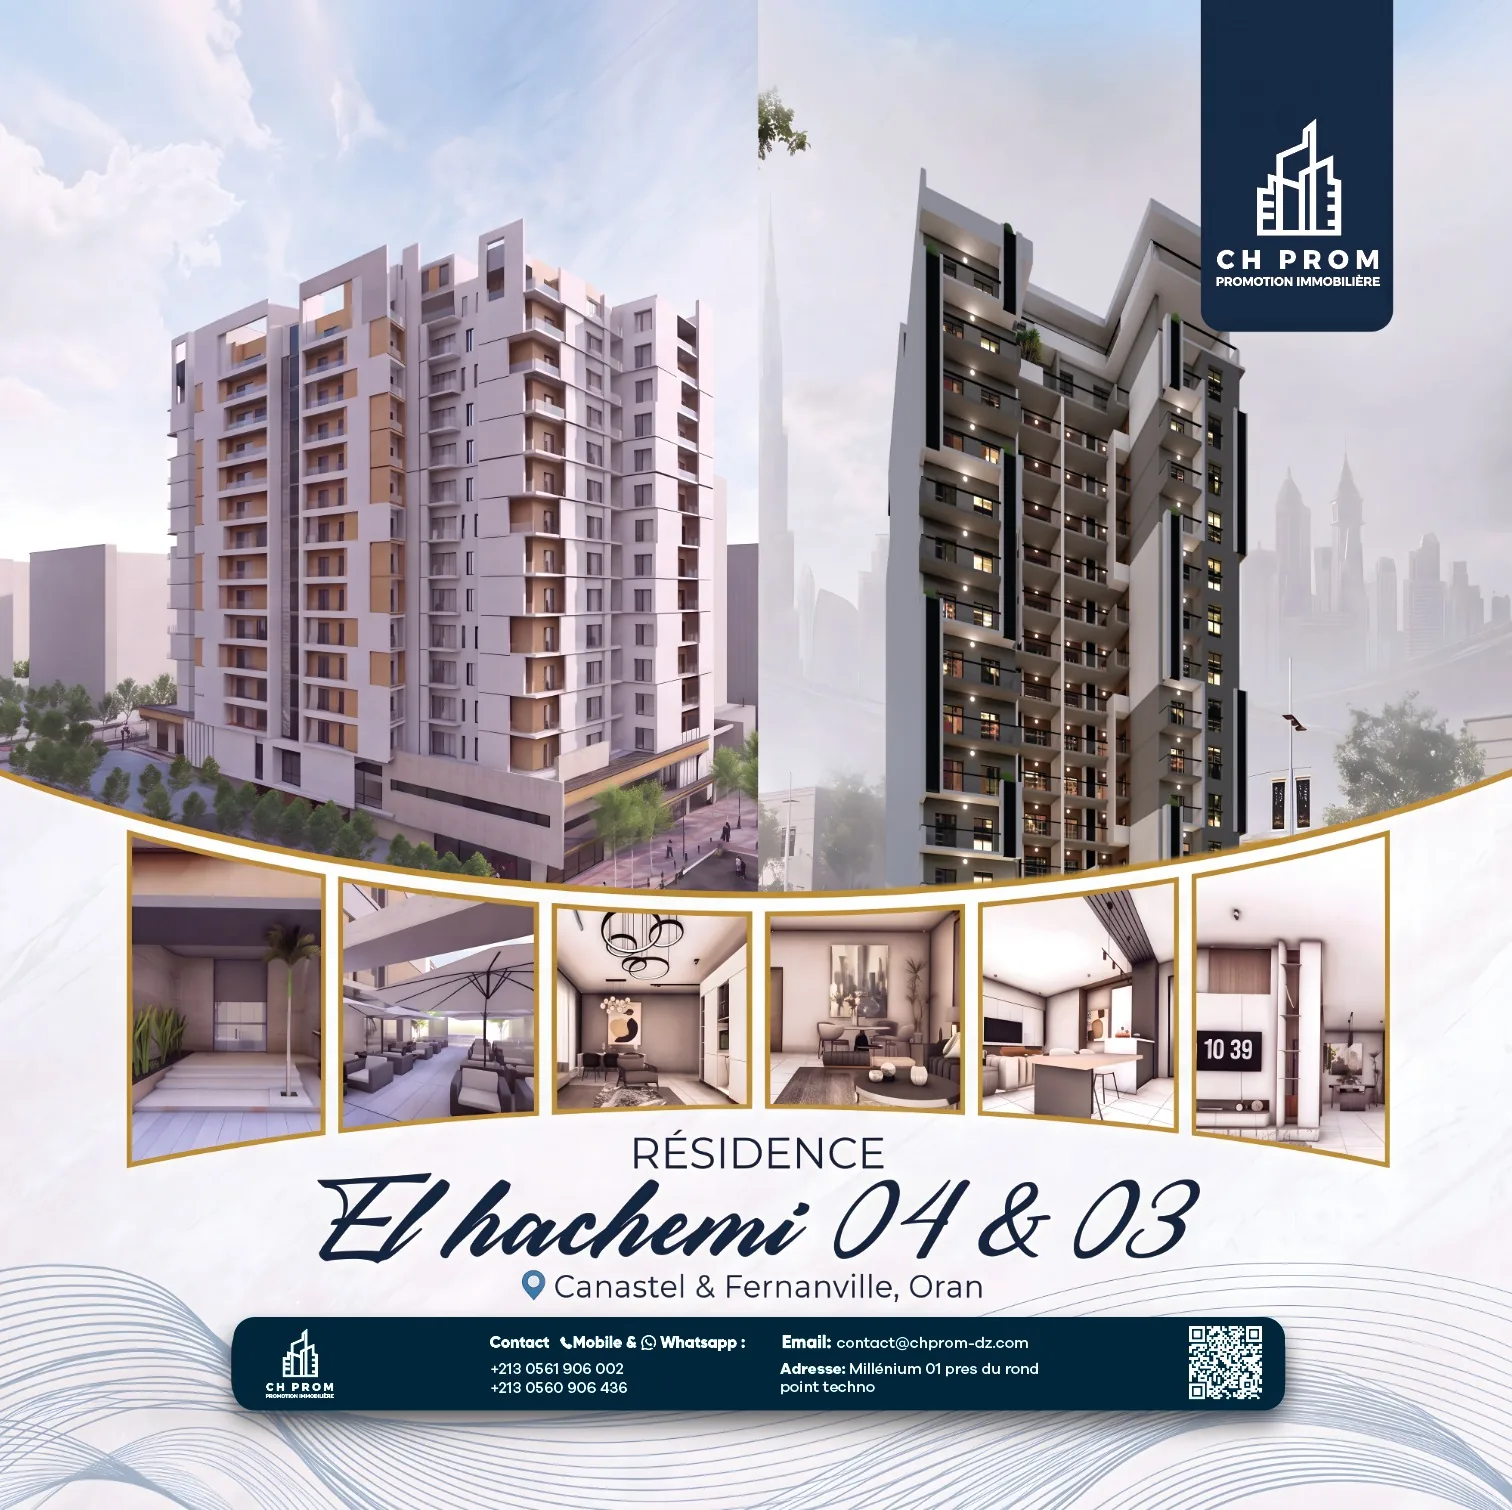 CH PROM
PROMOTION IMMOBILIÈRE
10 39
RÉSIDENCE
El hachemi 04 & 03
Canastel & Fernanville, Oran
CH PROM
PROMOTION IMMOBILIÈRE
Contact Mobile & Whatsapp :
+213 0561 906 002
+213 0560 906 436
Email: contact@chprom-dz.com
Adresse: Millénium 01 pres du rond
point techno